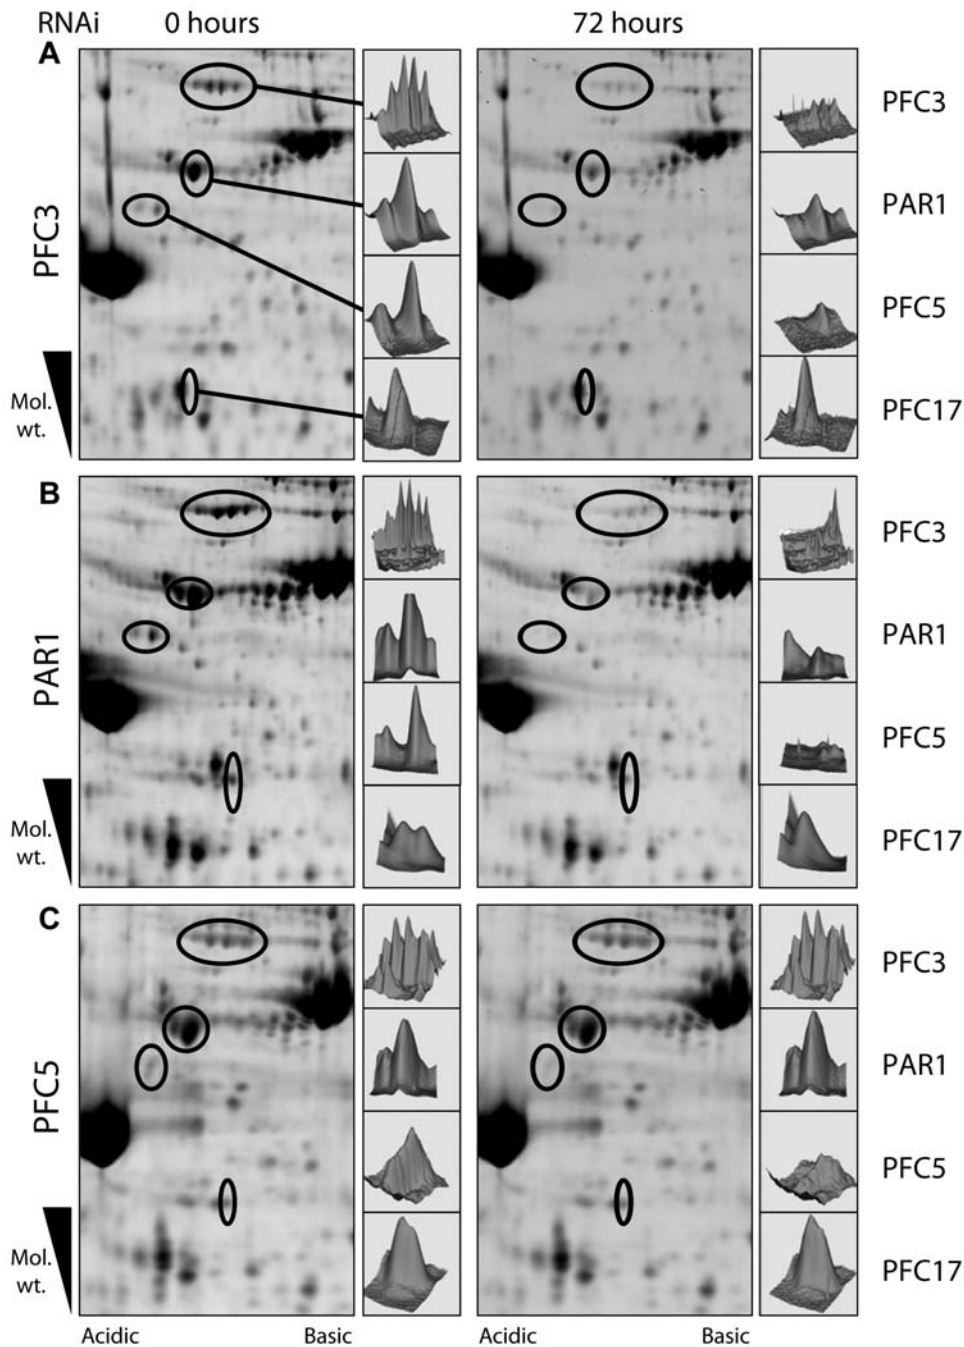 RNAi 0 hours 72 hours
A
PFC3
Mol.
wt.
PFC3
PAR1
PFC5
PFC17
B
PAR1
Mol.
wt.
PFC3
PAR1
PFC5
PFC17
C
PFC5
Mol.
wt.
PFC3
PAR1
PFC5
PFC17
Acidic Basic Acidic Basic